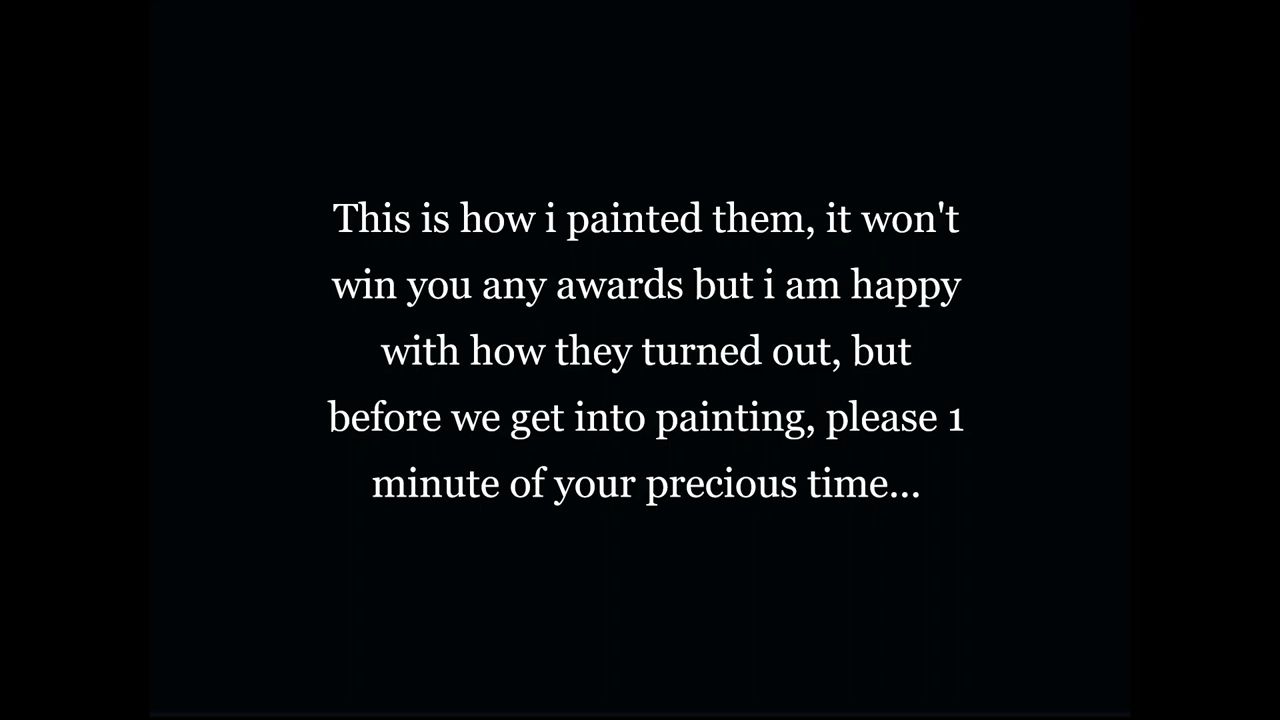 This is how i painted them, it won't
win you any awards but i am happy
with how they turned out, but
before we get into painting, please 1
minute of your precious time...